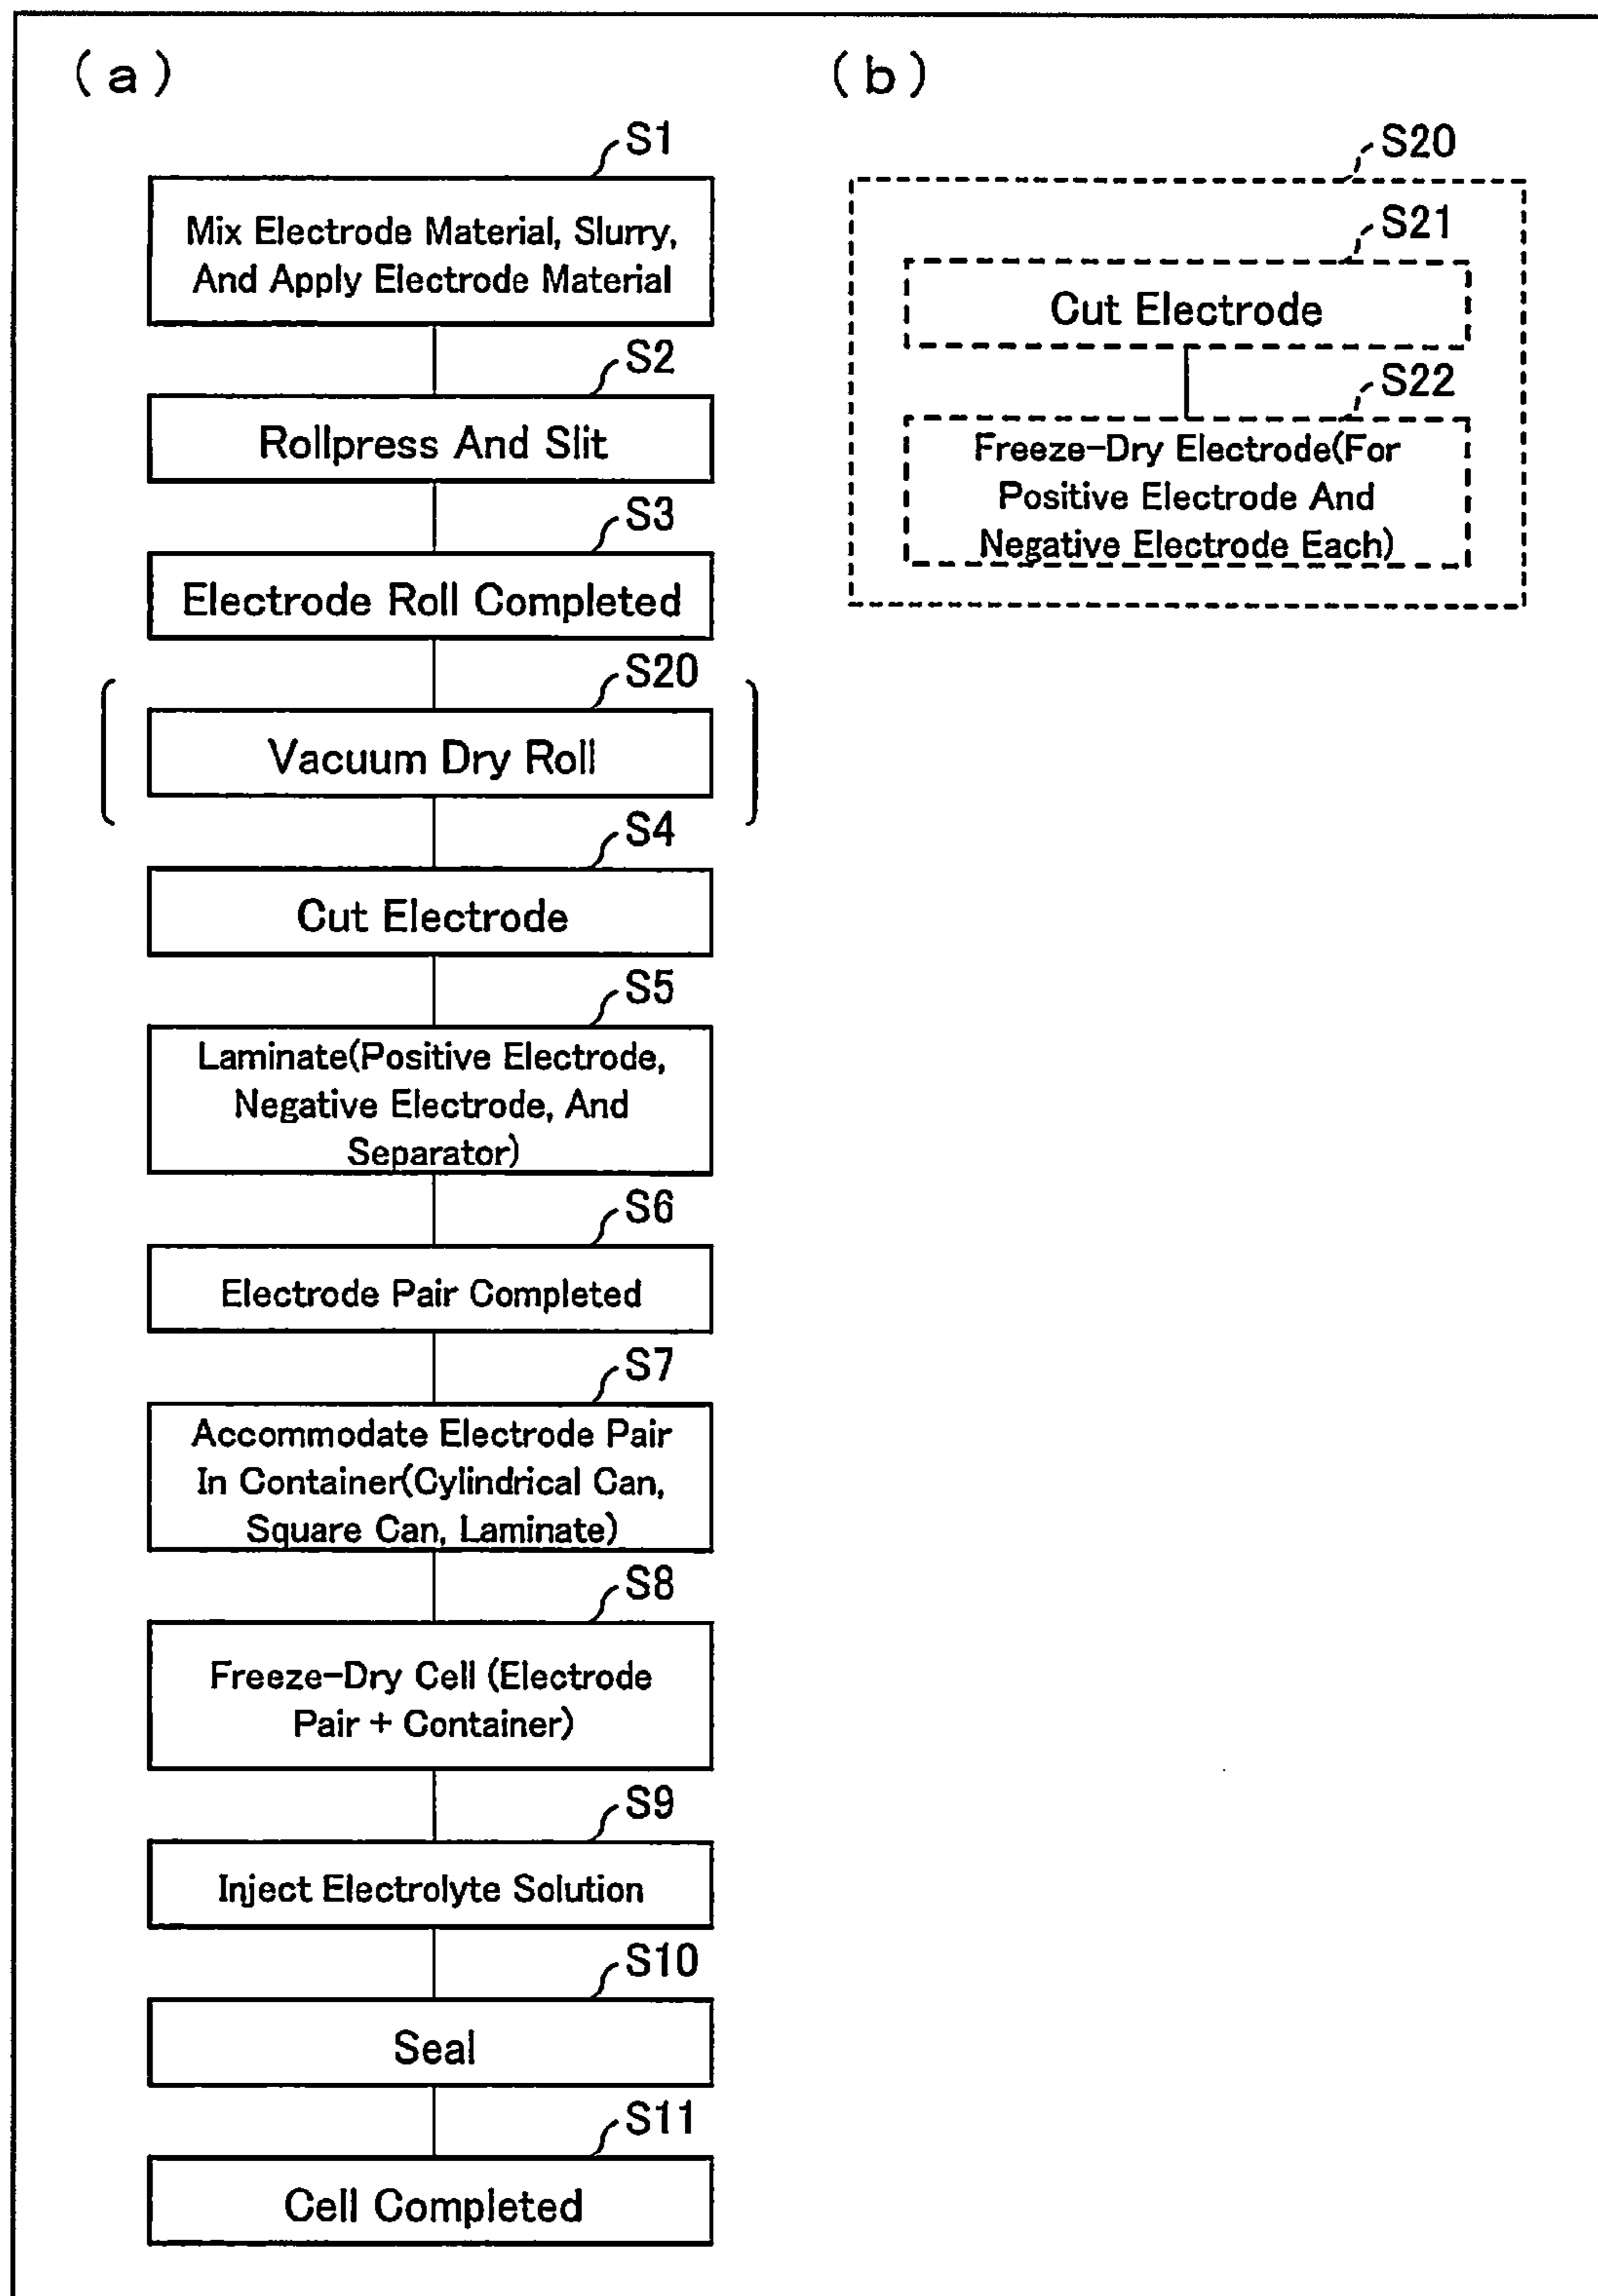 (a)
S1
Mix Electrode Material, Slurry,
And Apply Electrode Material
S2
Rollpress And Slit
S3
Electrode Roll Completed
S20
Vacuum Dry Roll
S4
Cut Electrode
S5
Laminate(Positive Electrode,
Negative Electrode, And
Separator)
S6
Electrode Pair Completed
S7
Accommodate Electrode Pair
In Container(Cylindrical Can,
Square Can, Laminate)
S8
Freeze-Dry Cell (Electrode
Pair + Container)
S9
Inject Electrolyte Solution
S10
Seal
S11
Cell Completed
(b)
S20
S21
Cut Electrode
S22
Freeze-Dry Electrode(For
Positive Electrode And
Negative Electrode Each)